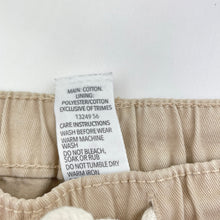 MAIN: COTTON.
LINING:
POLYESTER/COTTON
EXCLUSIVE OF TRIMES
13249 56
CARE INSTRUCTIONS
WASH BEFORE WEAR
WARM MACHINE
WASH
DO NOT BLEACH,
SOAK OR RUB
DO NOT TUMBLE DRY
WARM IRON